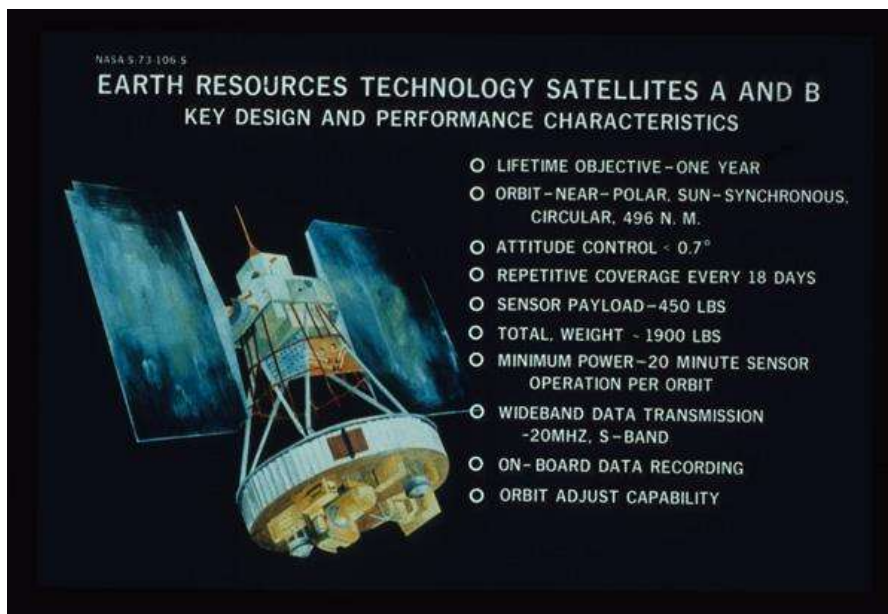 NASA S-73-106-S
EARTH RESOURCES TECHNOLOGY SATELLITES A AND B
KEY DESIGN AND PERFORMANCE CHARACTERISTICS
O LIFETIME OBJECTIVE-ONE YEAR
O ORBIT-NEAR-POLAR, SUN-SYNCHRONOUS,
CIRCULAR, 496 N. M.
O ATTITUDE CONTROL < 0.7°
O REPETITIVE COVERAGE EVERY 18 DAYS
O SENSOR PAYLOAD-450 LBS
O TOTAL, WEIGHT ~ 1900 LBS
O MINIMUM POWER-20 MINUTE SENSOR
OPERATION PER ORBIT
O WIDEBAND DATA TRANSMISSION
-20MHZ, S-BAND
O ON-BOARD DATA RECORDING
O ORBIT ADJUST CAPABILITY